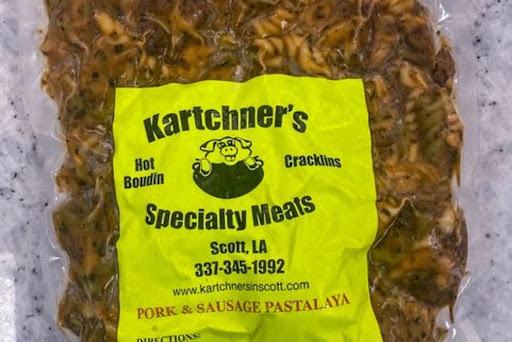 Kartchner's
Hot
Boudin
Cracklins
Specialty Meats
Scott, LA
337-345-1992
www.kartchnersinscott.com
PORK & SAUSAGE PASTALAYA
DIRECTIONS: